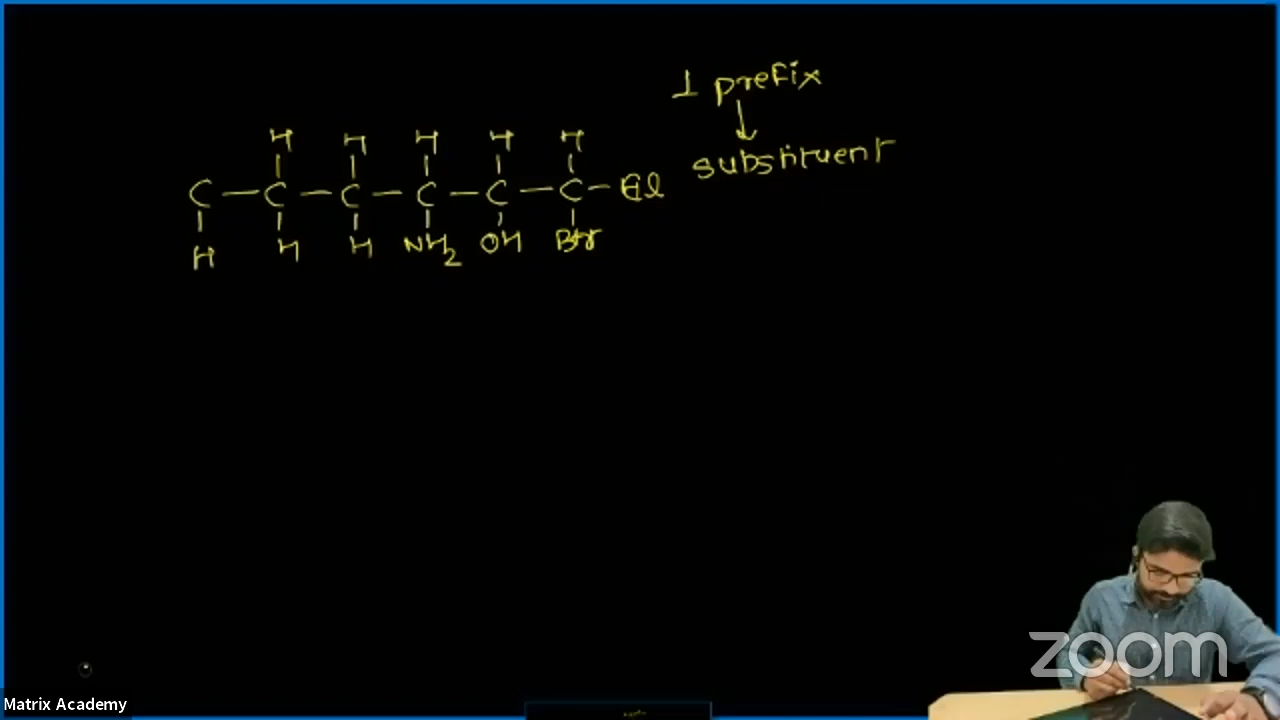 1 prefix
↓
substituent
H H H H H
C — C — C — C — C — C — Cl
H H H NH2 OH Br
zoom
Matrix Academy